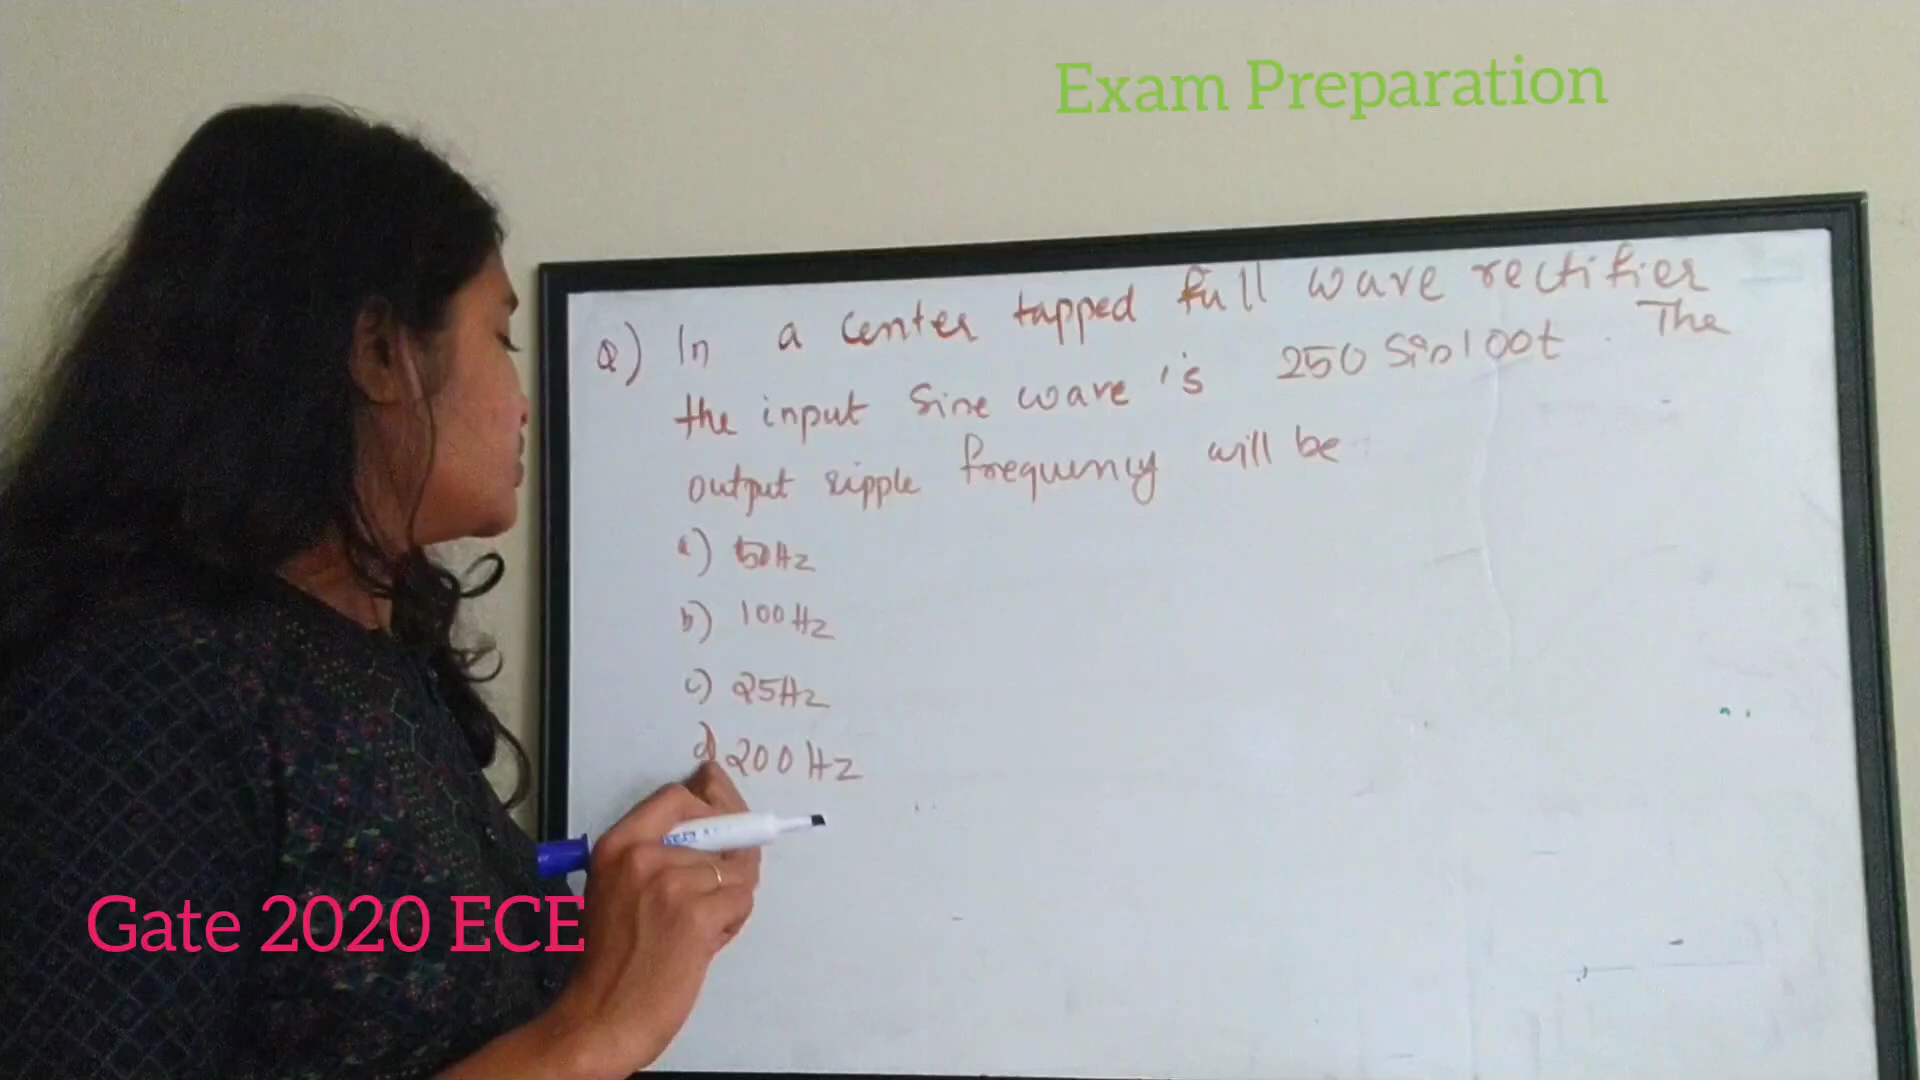 Exam Preparation
Q) In a center tapped full wave rectifier
the input sine wave is 250 Sin100t. The
output ripple frequency will be
a) 50Hz
b) 100Hz
c) 25Hz
d) 200Hz
Gate 2020 ECE